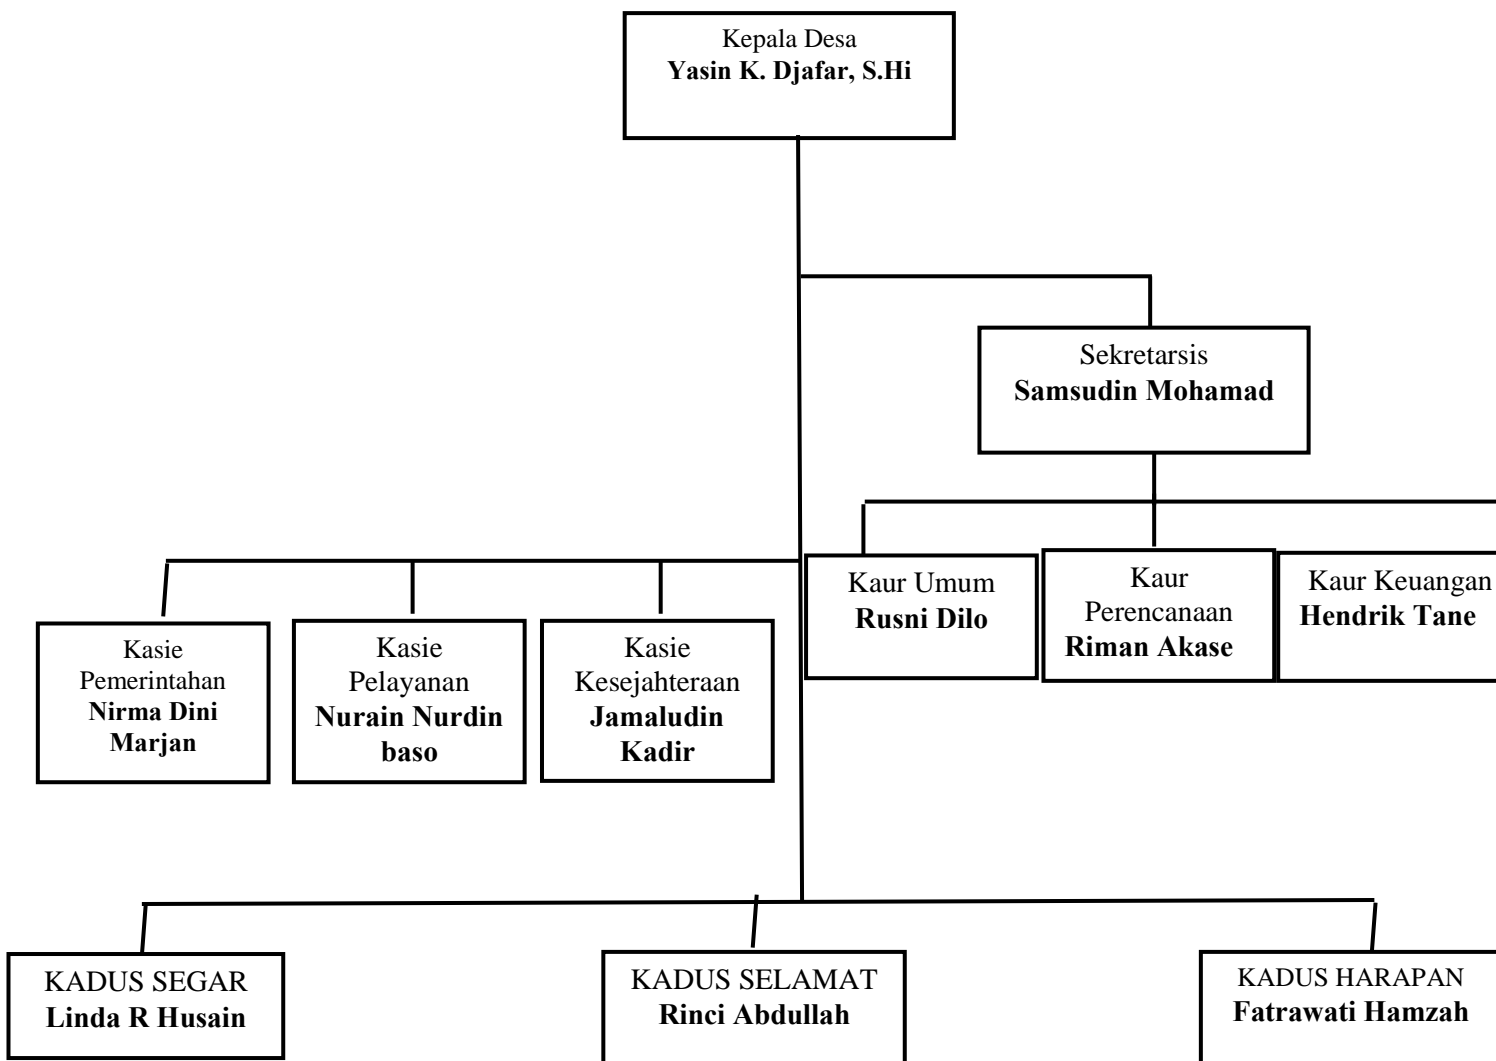 Kepala Desa
Yasin K. Djafar, S.Hi
Sekretarsis
Samsudin Mohamad
Kaur Umum
Rusni Dilo
Kaur
Perencanaan
Riman Akase
Kaur Keuangan
Hendrik Tane
Kasie
Pemerintahan
Nirma Dini
Marjan
Kasie
Pelayanan
Nurain Nurdin
baso
Kasie
Kesejahteraan
Jamaludin
Kadir
KADUS SEGAR
Linda R Husain
KADUS SELAMAT
Rinci Abdullah
KADUS HARAPAN
Fatrawati Hamzah